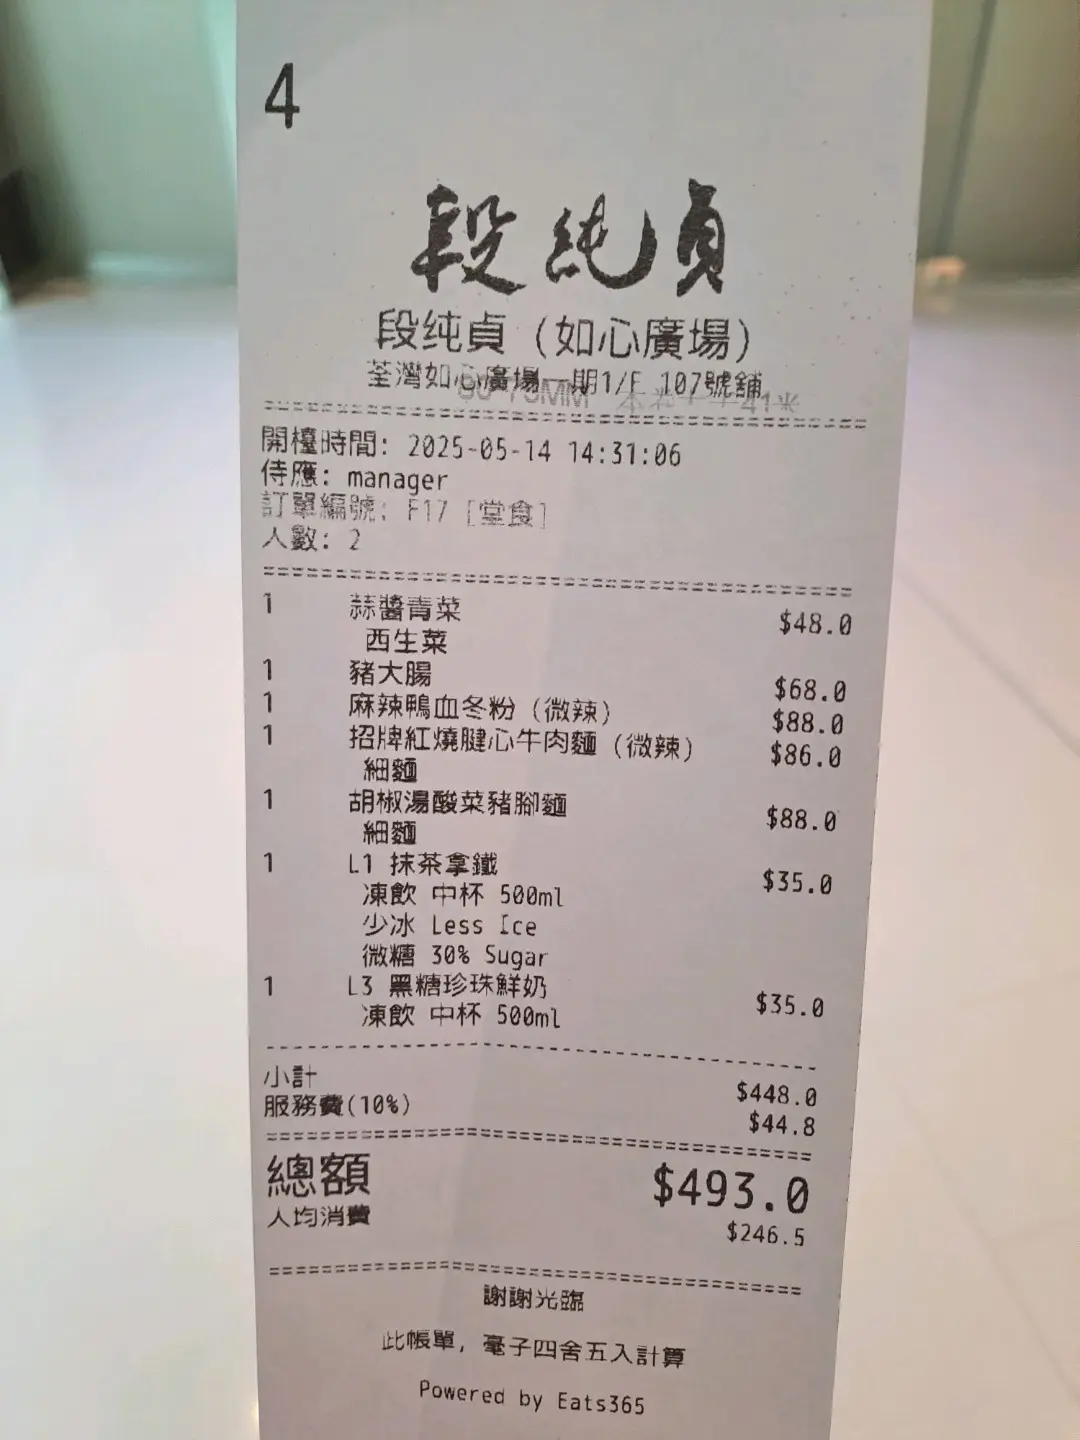 4
段純貞
段纯貞（如心廣場）
荃灣如心廣場一期1/F 107號舖
開檯時間: 2025-05-14 14:31:06
侍應: manager
訂單編號: F17 [堂食]
人數: 2
1 蒜醬青菜 $48.0
西生菜
1 豬大腸 $68.0
1 麻辣鴨血冬粉（微辣） $88.0
1 招牌紅燒腱心牛肉麵（微辣） $86.0
細麵
1 胡椒湯酸菜豬腳麵 $88.0
細麵
1 L1 抹茶拿鐵 $35.0
凍飲 中杯 500ml
少冰 Less Ice
微糖 30% Sugar
1 L3 黑糖珍珠鮮奶 $35.0
凍飲 中杯 500ml
小計 $448.0
服務費(10%) $44.8
總額 $493.0
人均消費 $246.5
謝謝光臨
此帳單，毫子四舍五入計算
Powered by Eats365